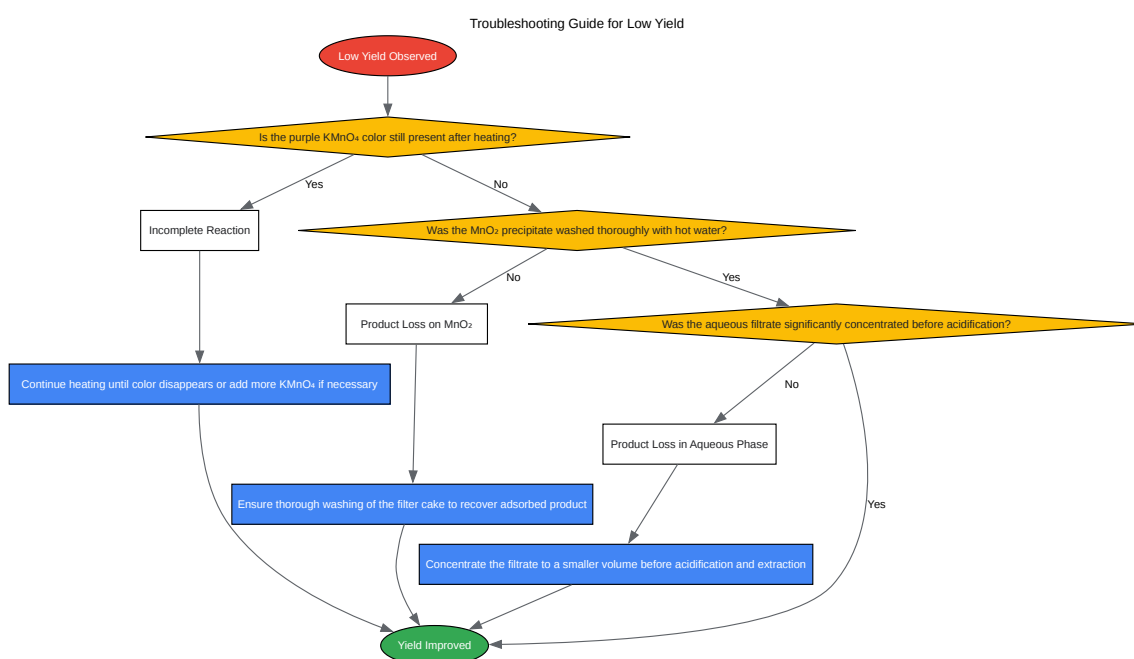 Troubleshooting Guide for Low Yield
Low Yield Observed
Is the purple KMnO₄ color still present after heating?
Yes
No
Incomplete Reaction
Was the MnO₂ precipitate washed thoroughly with hot water?
No
Yes
Product Loss on MnO₂
Was the aqueous filtrate significantly concentrated before acidification?
Continue heating until color disappears or add more KMnO₄ if necessary
No
Product Loss in Aqueous Phase
Ensure thorough washing of the filter cake to recover adsorbed product
Yes
Concentrate the filtrate to a smaller volume before acidification and extraction
Yield Improved